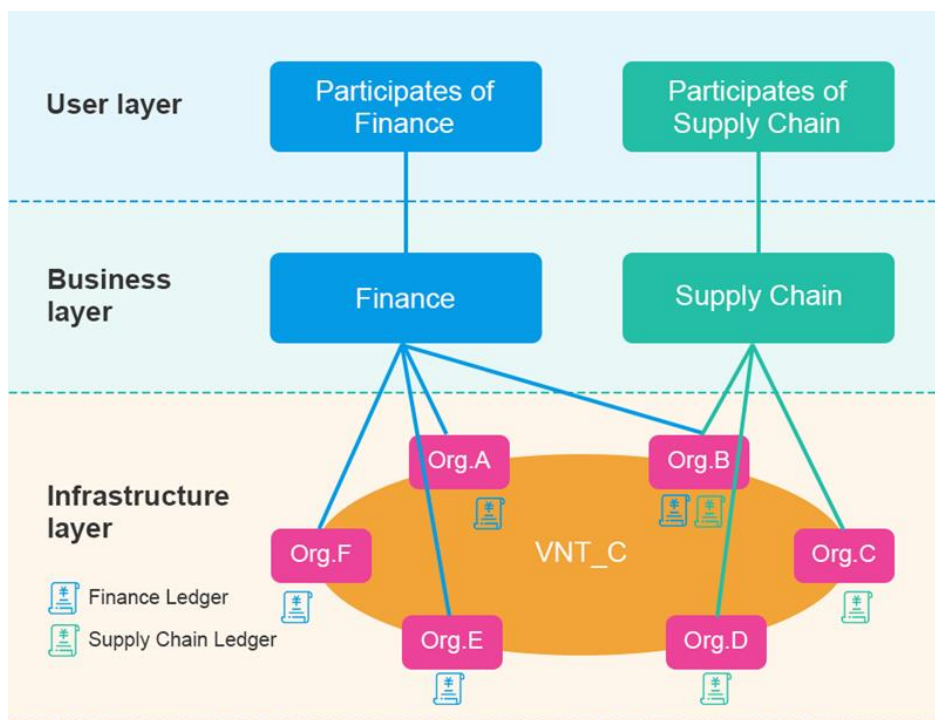 User layer
Participates of
Finance
Participates of
Supply Chain
Business
layer
Finance
Supply Chain
Infrastructure
layer
Org.A
Org.B
Org.F
VNT_C
Org.C
Finance Ledger
Supply Chain Ledger
Org.E
Org.D